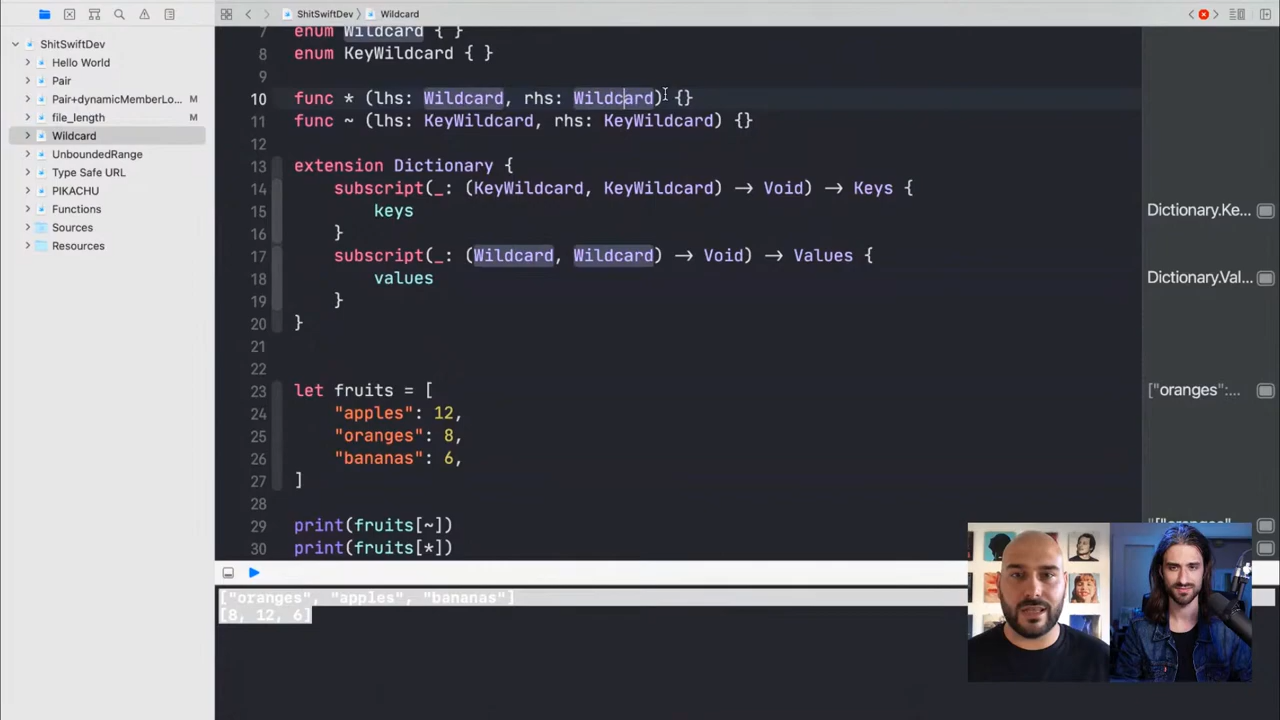 ShitSwiftDev
Hello World
Pair
Pair+dynamicMemberLo... M
file_length M
Wildcard
UnboundedRange
Type Safe URL
PIKACHU
Functions
Sources
Resources
ShitSwiftDev Wildcard
7 enum Wildcard { }
8 enum KeyWildcard { }
9
10 func * (lhs: Wildcard, rhs: Wildcard) {}
11 func ~ (lhs: KeyWildcard, rhs: KeyWildcard) {}
12
13 extension Dictionary {
14 subscript(_: (KeyWildcard, KeyWildcard) -> Void) -> Keys {
15 keys
16 }
17 subscript(_: (Wildcard, Wildcard) -> Void) -> Values {
18 values
19 }
20 }
21
22
23 let fruits = [
24 "apples": 12,
25 "oranges": 8,
26 "bananas": 6,
27 ]
28
29 print(fruits[~])
30 print(fruits[*])
Dictionary.Ke...
Dictionary.Val...
["oranges":...
["oranges", "apples", "bananas"]
[8, 12, 6]